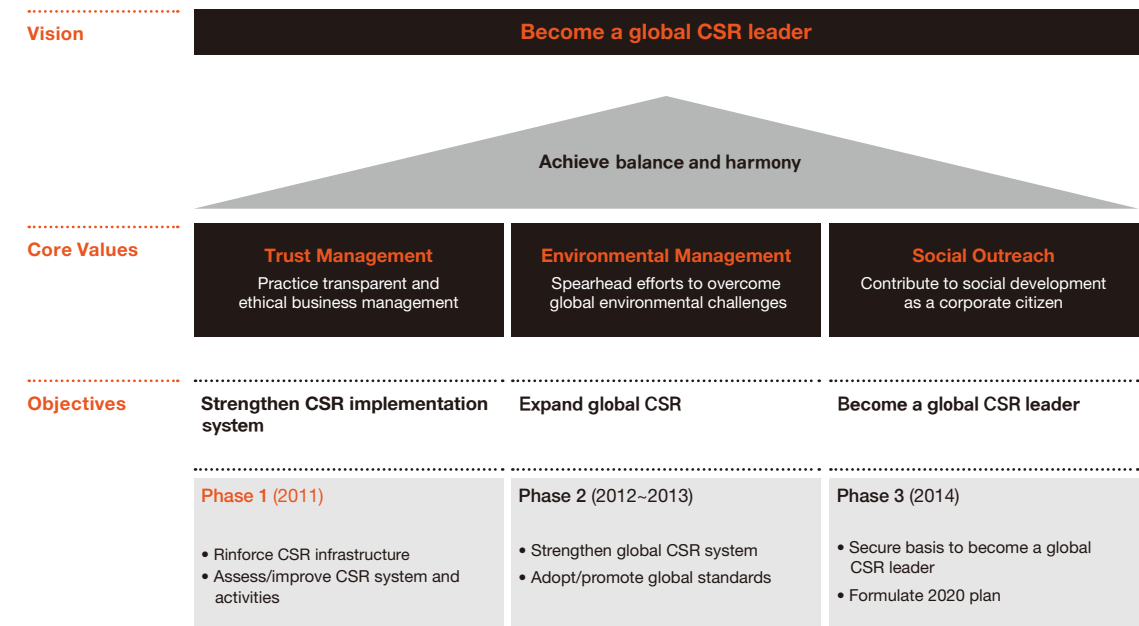 Vision
Become a global CSR leader
Achieve balance and harmony
Core Values
Trust Management
Practice transparent and
ethical business management
Environmental Management
Spearhead efforts to overcome
global environmental challenges
Social Outreach
Contribute to social development
as a corporate citizen
Objectives
Strengthen CSR implementation
system
Expand global CSR
Become a global CSR leader
Phase 1 (2011)
• Rinforce CSR infrastructure
• Assess/improve CSR system and
activities
Phase 2 (2012~2013)
• Strengthen global CSR system
• Adopt/promote global standards
Phase 3 (2014)
• Secure basis to become a global
CSR leader
• Formulate 2020 plan